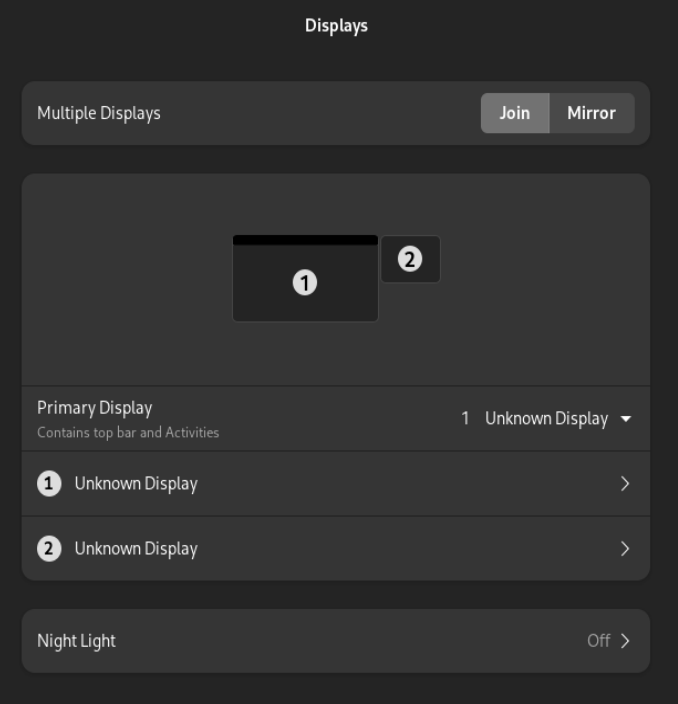 Displays
Multiple Displays Join Mirror
1
2
Primary Display
Contains top bar and Activities
1 Unknown Display
1 Unknown Display
2 Unknown Display
Night Light Off